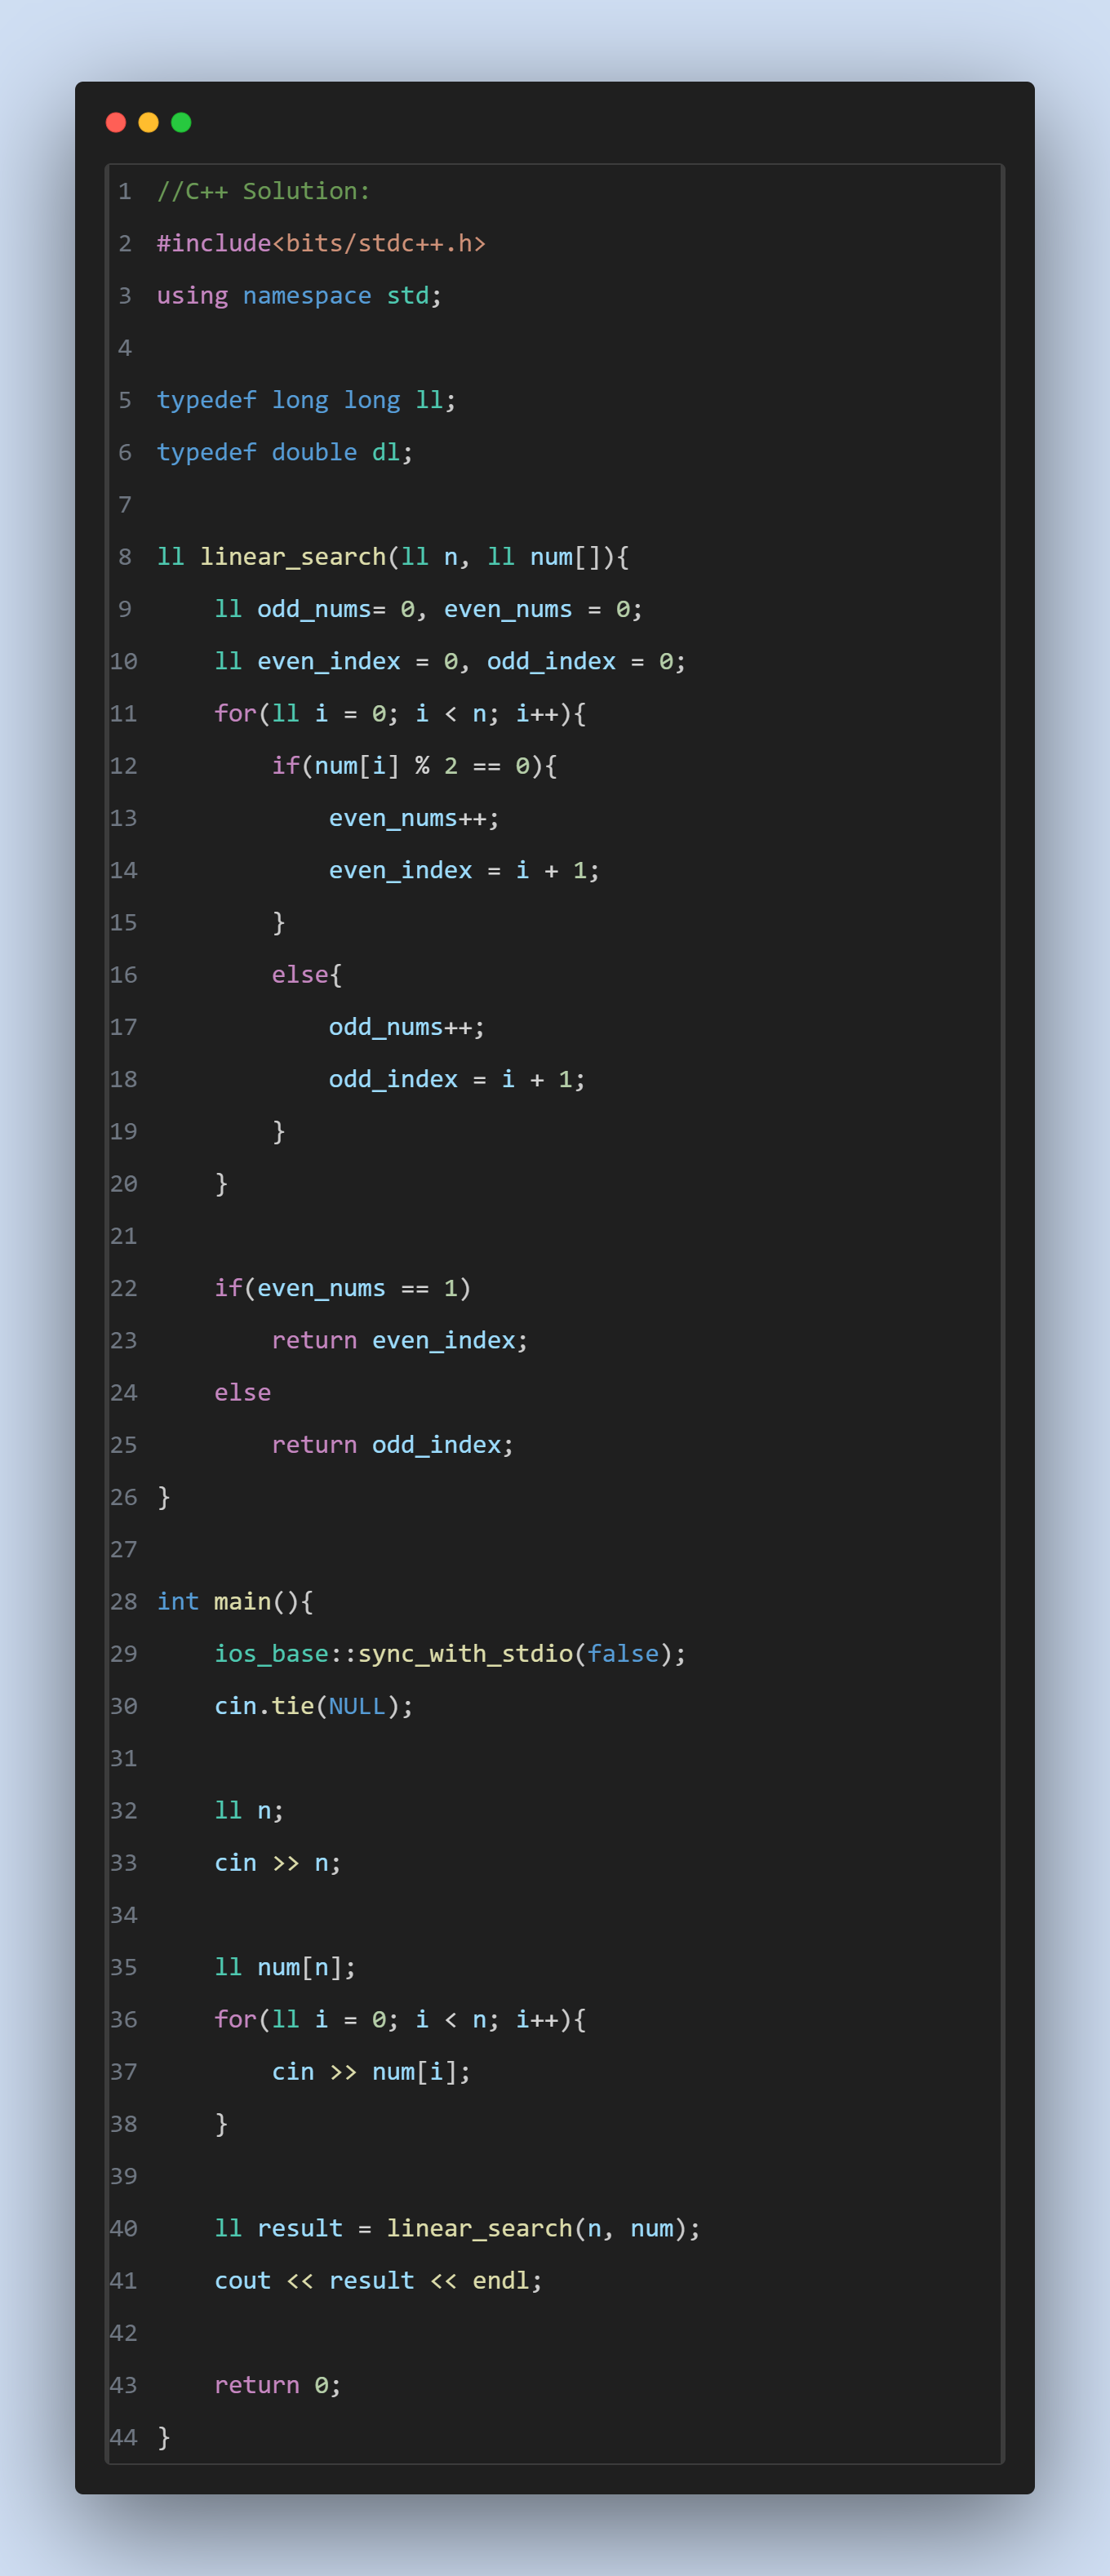 1 //C++ Solution:
2 #include<bits/stdc++.h>
3 using namespace std;
4
5 typedef long long ll;
6 typedef double dl;
7
8 ll linear_search(ll n, ll num[]){
9     ll odd_nums= 0, even_nums = 0;
10     ll even_index = 0, odd_index = 0;
11     for(ll i = 0; i < n; i++){
12         if(num[i] % 2 == 0){
13             even_nums++;
14             even_index = i + 1;
15         }
16         else{
17             odd_nums++;
18             odd_index = i + 1;
19         }
20     }
21
22     if(even_nums == 1)
23         return even_index;
24     else
25         return odd_index;
26 }
27
28 int main(){
29     ios_base::sync_with_stdio(false);
30     cin.tie(NULL);
31
32     ll n;
33     cin >> n;
34
35     ll num[n];
36     for(ll i = 0; i < n; i++){
37         cin >> num[i];
38     }
39
40     ll result = linear_search(n, num);
41     cout << result << endl;
42
43     return 0;
44 }